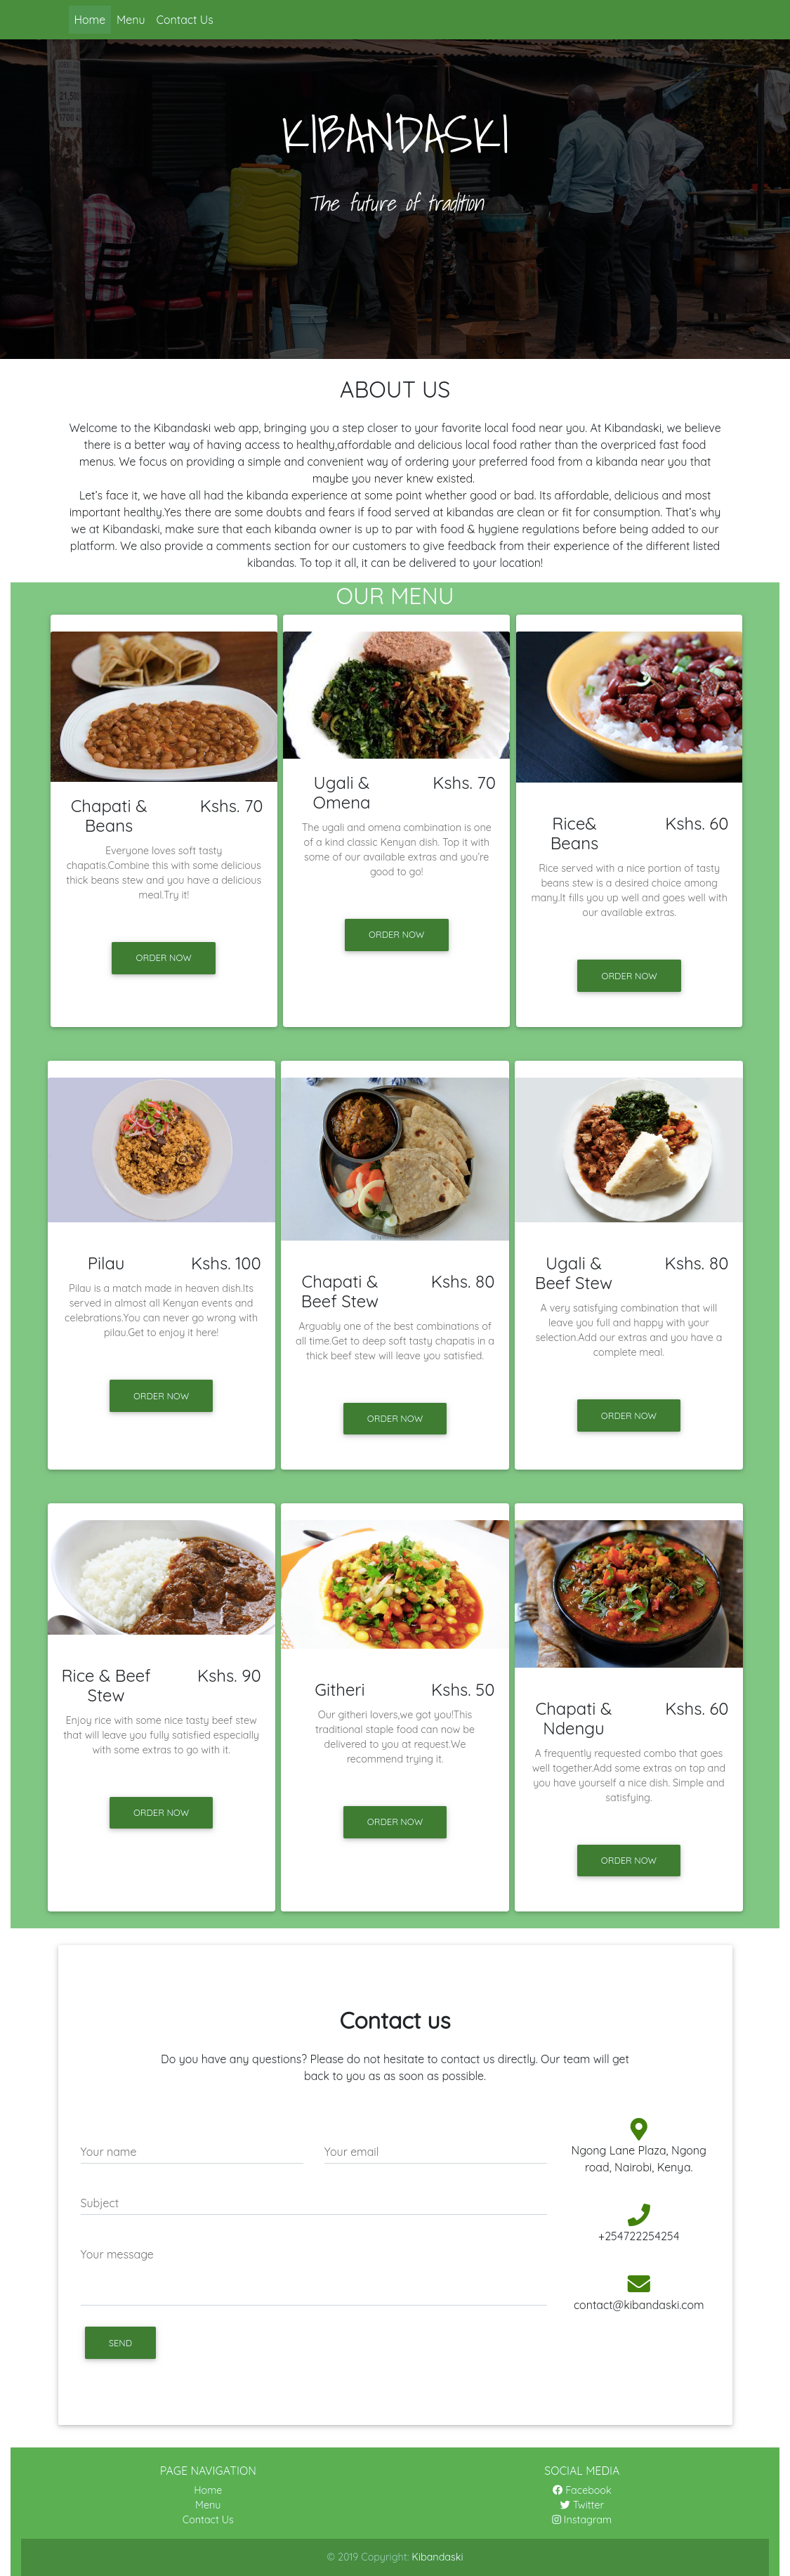 Home Menu Contact Us
KIBANDASKI
The future of tradition
ABOUT US
Welcome to the Kibandaski web app, bringing you a step closer to your favorite local food near you. At Kibandaski, we believe
there is a better way of having access to healthy,affordable and delicious local food rather than the overpriced fast food
menus. We focus on providing a simple and convenient way of ordering your preferred food from a kibanda near you that
maybe you never knew existed.
Let's face it, we have all had the kibanda experience at some point whether good or bad. Its affordable, delicious and most
important healthy.Yes there are some doubts and fears if food served at kibandas are clean or fit for consumption. That's why
we at Kibandaski, make sure that each kibanda owner is up to par with food & hygiene regulations before being added to our
platform. We also provide a comments section for our customers to give feedback from their experience of the different listed
kibandas. To top it all, it can be delivered to your location!
OUR MENU
Chapati &
Beans
Kshs. 70
Everyone loves soft tasty
chapatis.Combine this with some delicious
thick beans stew and you have a delicious
meal.Try it!
ORDER NOW
Ugali &
Omena
Kshs. 70
The ugali and omena combination is one
of a kind classic Kenyan dish. Top it with
some of our available extras and you're
good to go!
ORDER NOW
Rice&
Beans
Kshs. 60
Rice served with a nice portion of tasty
beans stew is a desired choice among
many.It fills you up well and goes well with
our available extras.
ORDER NOW
Pilau
Kshs. 100
Pilau is a match made in heaven dish.Its
served in almost all Kenyan events and
celebrations.You can never go wrong with
pilau.Get to enjoy it here!
ORDER NOW
Chapati &
Beef Stew
Kshs. 80
Arguably one of the best combinations of
all time.Get to deep soft tasty chapatis in a
thick beef stew will leave you satisfied.
ORDER NOW
Ugali &
Beef Stew
Kshs. 80
A very satisfying combination that will
leave you full and happy with your
selection.Add our extras and you have a
complete meal.
ORDER NOW
Rice & Beef
Stew
Kshs. 90
Enjoy rice with some nice tasty beef stew
that will leave you fully satisfied especially
with some extras to go with it.
ORDER NOW
Githeri
Kshs. 50
Our githeri lovers,we got you!This
traditional staple food can now be
delivered to you at request.We
recommend trying it.
ORDER NOW
Chapati &
Ndengu
Kshs. 60
A frequently requested combo that goes
well together.Add some extras on top and
you have yourself a nice dish. Simple and
satisfying.
ORDER NOW
Contact us
Do you have any questions? Please do not hesitate to contact us directly. Our team will get
back to you as as soon as possible.
Your name
Your email
Subject
Your message
SEND
Ngong Lane Plaza, Ngong
road, Nairobi, Kenya.
+254722254254
contact@kibandaski.com
PAGE NAVIGATION
Home
Menu
Contact Us
SOCIAL MEDIA
Facebook
Twitter
Instagram
© 2019 Copyright: Kibandaski